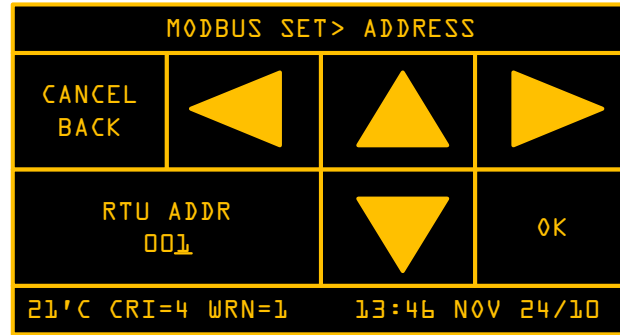 MODBUS SET> ADDRESS
CANCEL
BACK
RTU ADDR
001
OK
21'C CRI=4 WRN=1 13:46 NOV 24/10